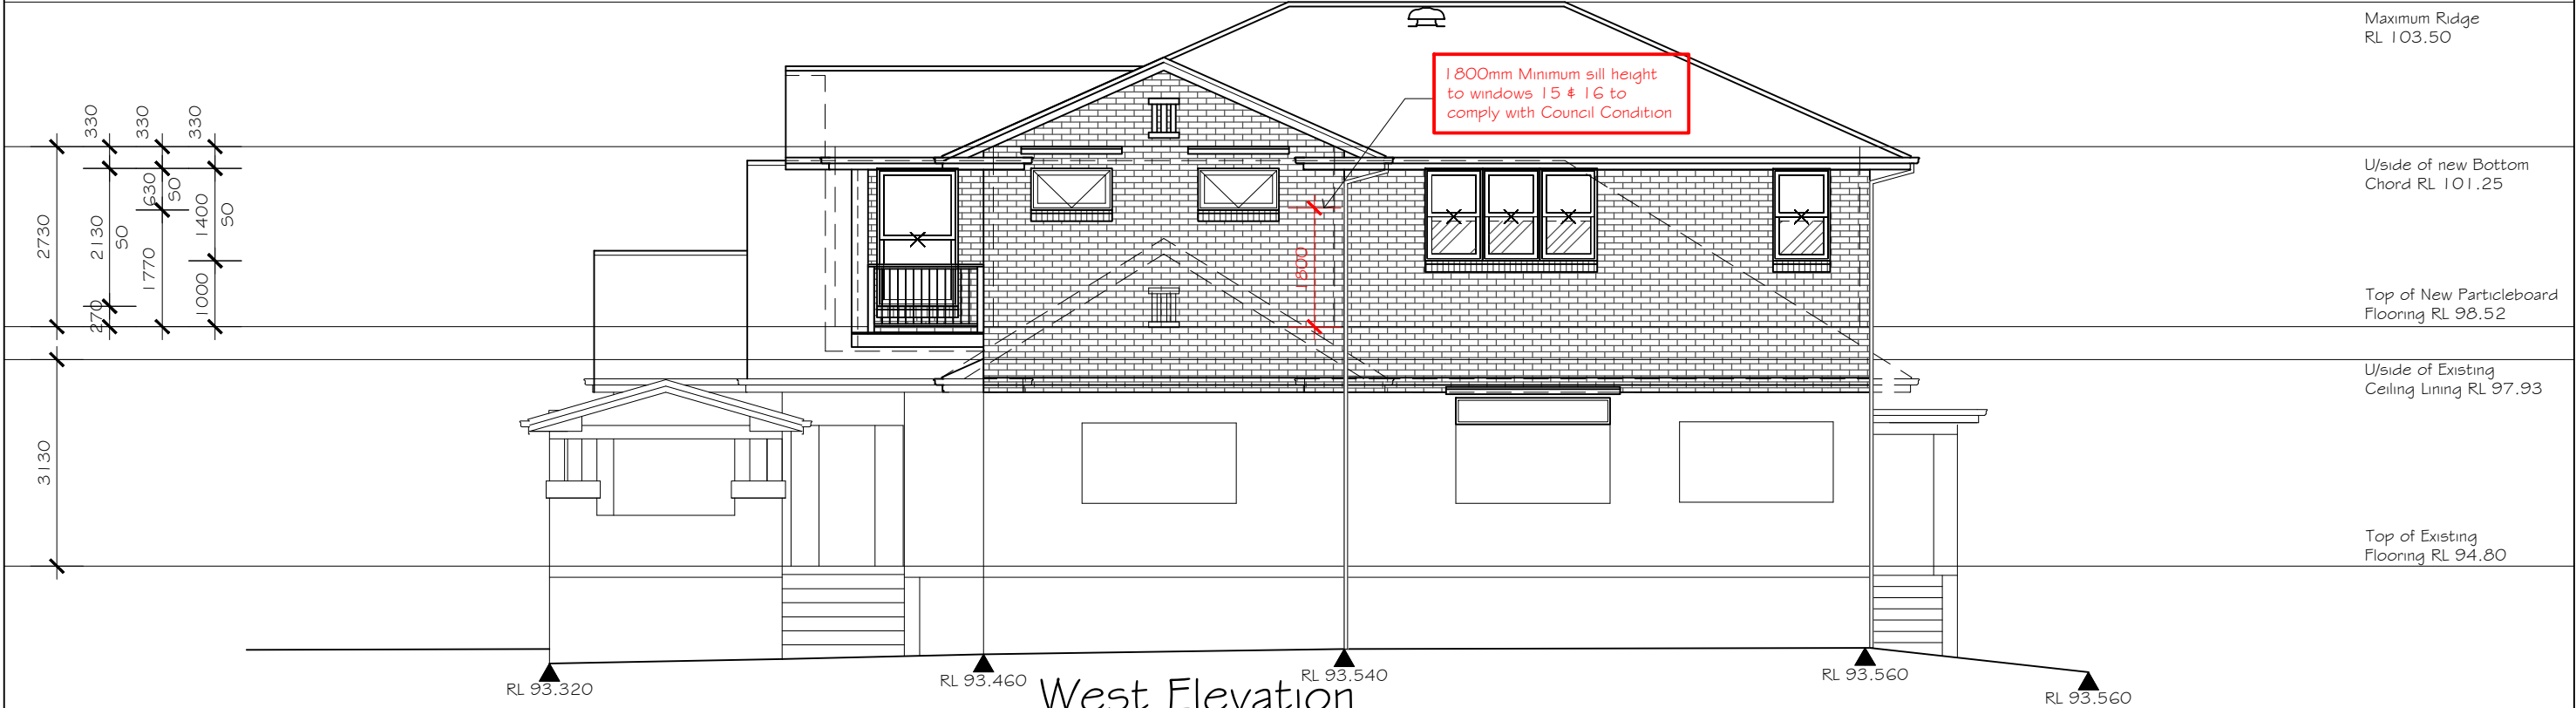 Maximum Ridge
RL 103.50
1800mm Minimum sill height
to windows 15 & 16 to
comply with Council Condition
330
330
330
U/side of new Bottom
Chord RL 101.25
2730
2130
50
270
630
50
1770
1400
50
1000
1800
Top of New Particleboard
Flooring RL 98.52
U/side of Existing
Ceiling Lining RL 97.93
3130
Top of Existing
Flooring RL 94.80
RL 93.320
RL 93.460
RL 93.540
RL 93.560
RL 93.560
West Elevation